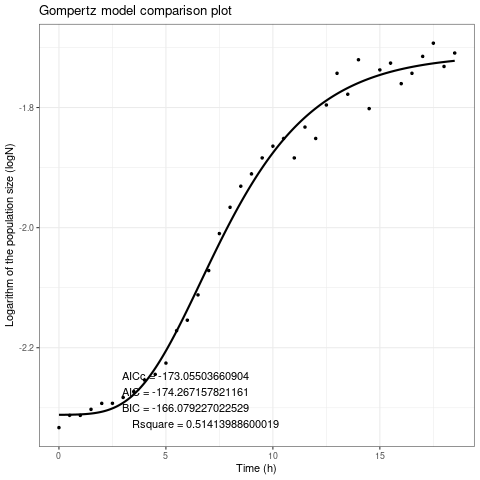 Gompertz model comparison plot
Logarithm of the population size (logN)
-1.8
-2.0
-2.2
AICc = -173.05503660904
AIC = -174.267157821161
BIC = -166.079227022529
Rsquare = 0.51413988600019
0 5 10 15
Time (h)